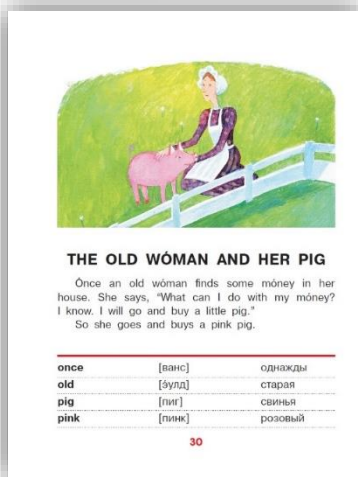 THE OLD WÓMAN AND HER PIG
Ónce an old wóman finds some móney in her
house. She says, “What can I do with my móney?
I know. I will go and buy a little pig.”
So she goes and buys a pink pig.
once [ванс] однажды
old [э́улд] старая
pig [пиг] свинья
pink [пинк] розовый
30